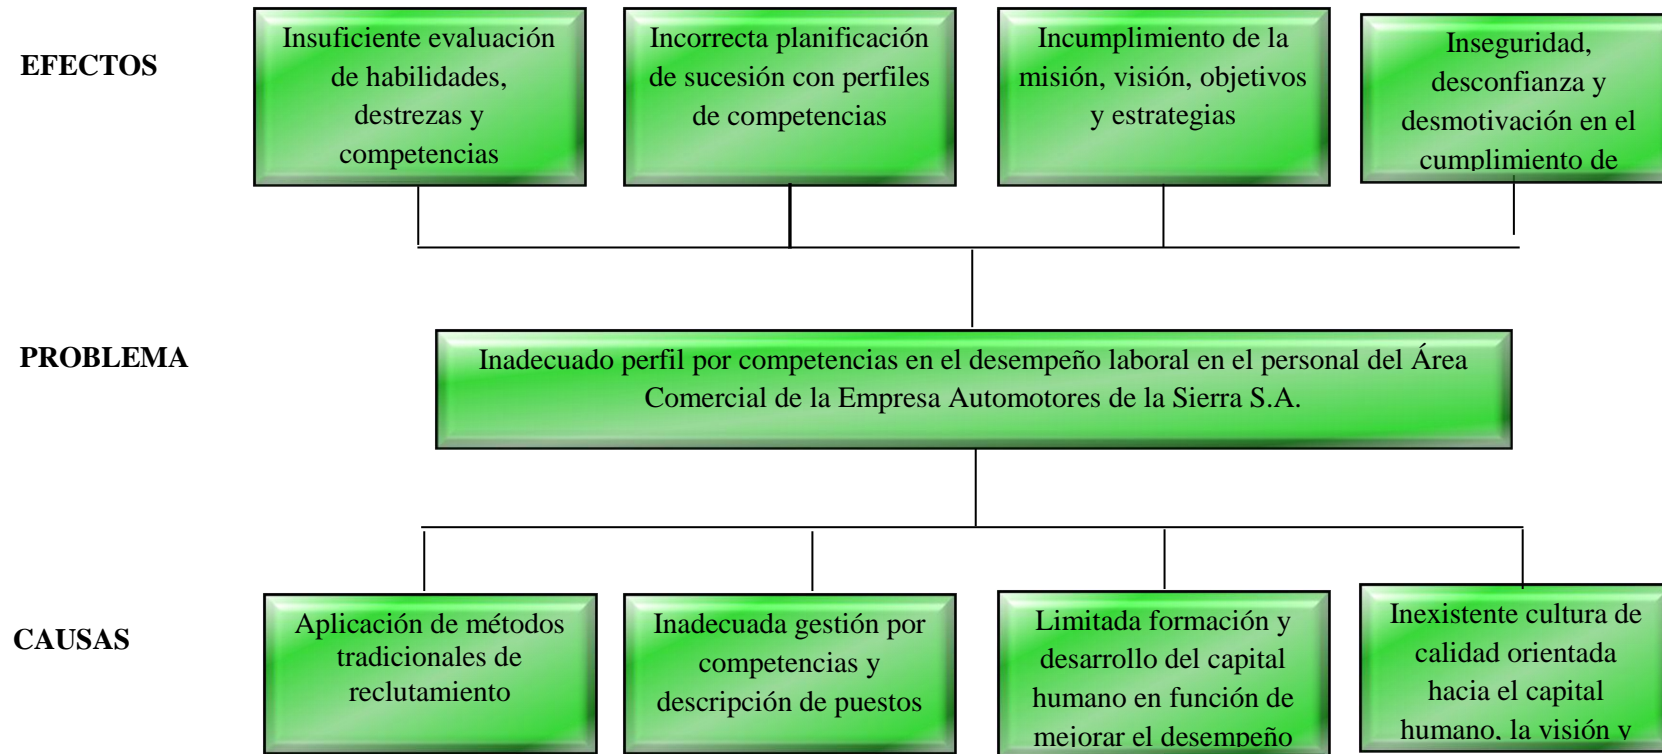 EFECTOS
Insuficiente evaluación
de habilidades,
destrezas y
competencias
Incorrecta planificación
de sucesión con perfiles
de competencias
Incumplimiento de la
misión, visión, objetivos
y estrategias
Inseguridad,
desconfianza y
desmotivación en el
cumplimiento de
PROBLEMA
Inadecuado perfil por competencias en el desempeño laboral en el personal del Área
Comercial de la Empresa Automotores de la Sierra S.A.
CAUSAS
Aplicación de métodos
tradicionales de
reclutamiento
Inadecuada gestión por
competencias y
descripción de puestos
Limitada formación y
desarrollo del capital
humano en función de
mejorar el desempeño
Inexistente cultura de
calidad orientada
hacia el capital
humano, la visión y